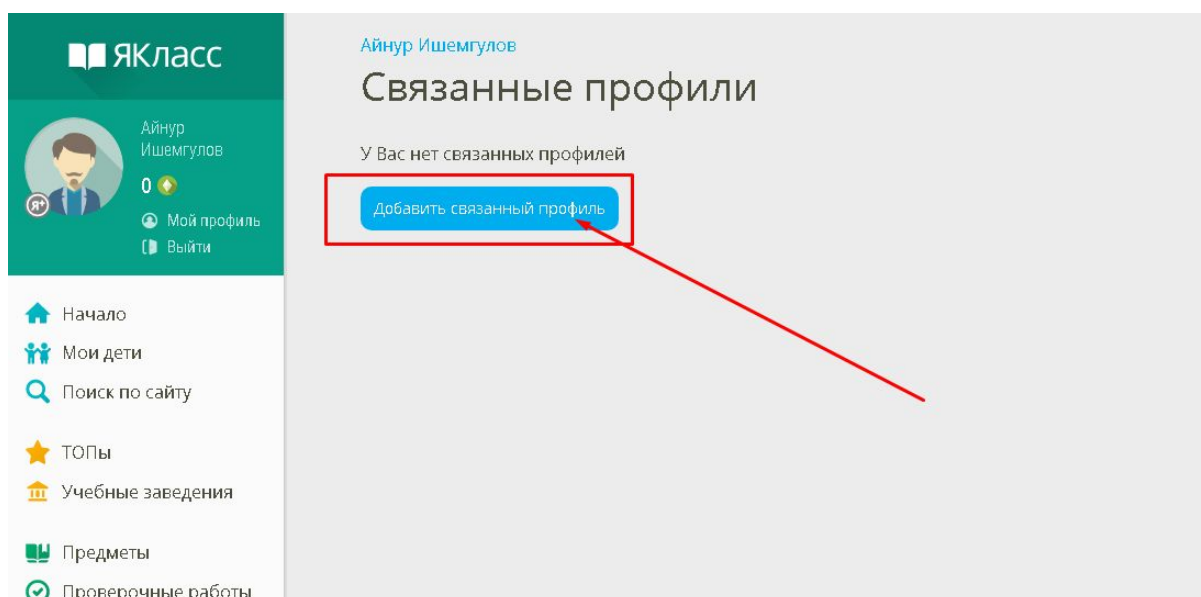 ЯКласс
Айнур
Ишемгулов
0
Я+
Мой профиль
Выйти
Начало
Мои дети
Поиск по сайту
ТОПы
Учебные заведения
Предметы
Проверочные работы
Айнур Ишемгулов
Связанные профили
У Вас нет связанных профилей
Добавить связанный профиль